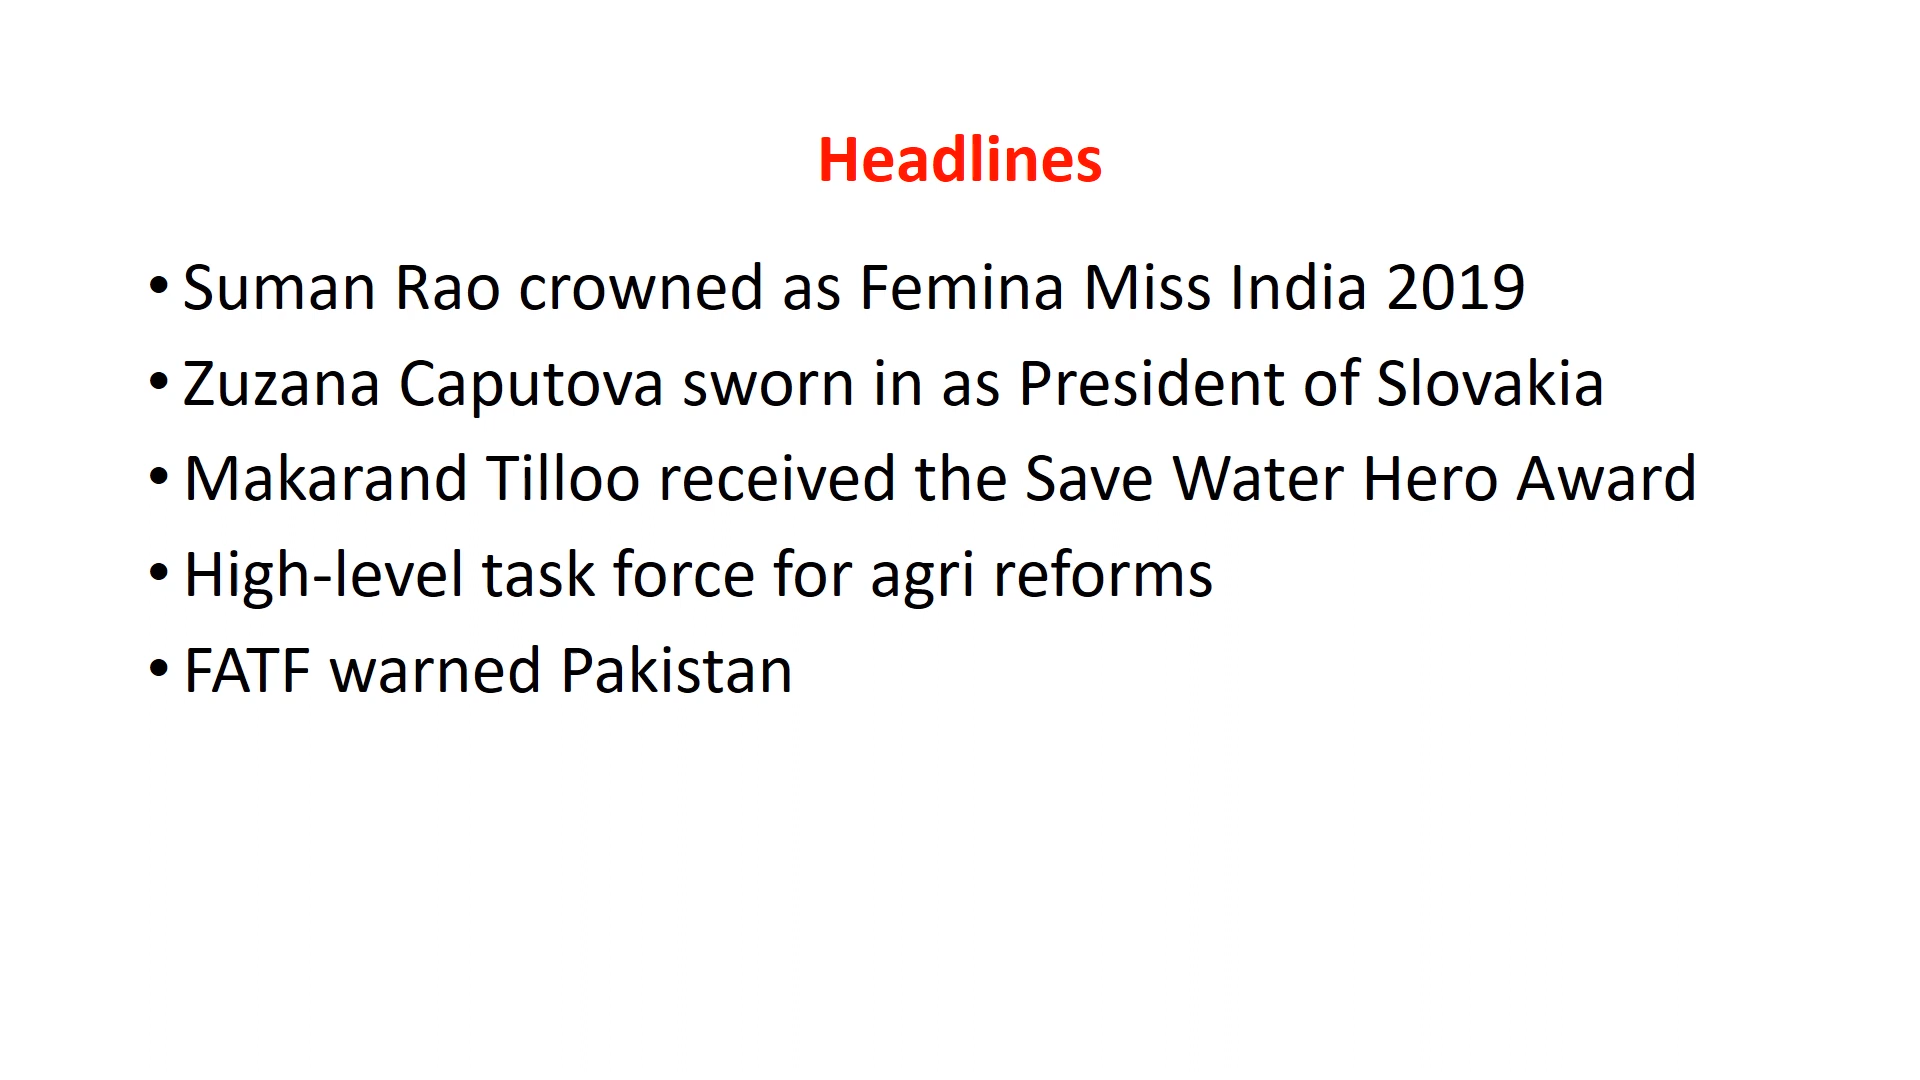 Headlines
• Suman Rao crowned as Femina Miss India 2019
• Zuzana Caputova sworn in as President of Slovakia
• Makarand Tilloo received the Save Water Hero Award
• High-level task force for agri reforms
• FATF warned Pakistan